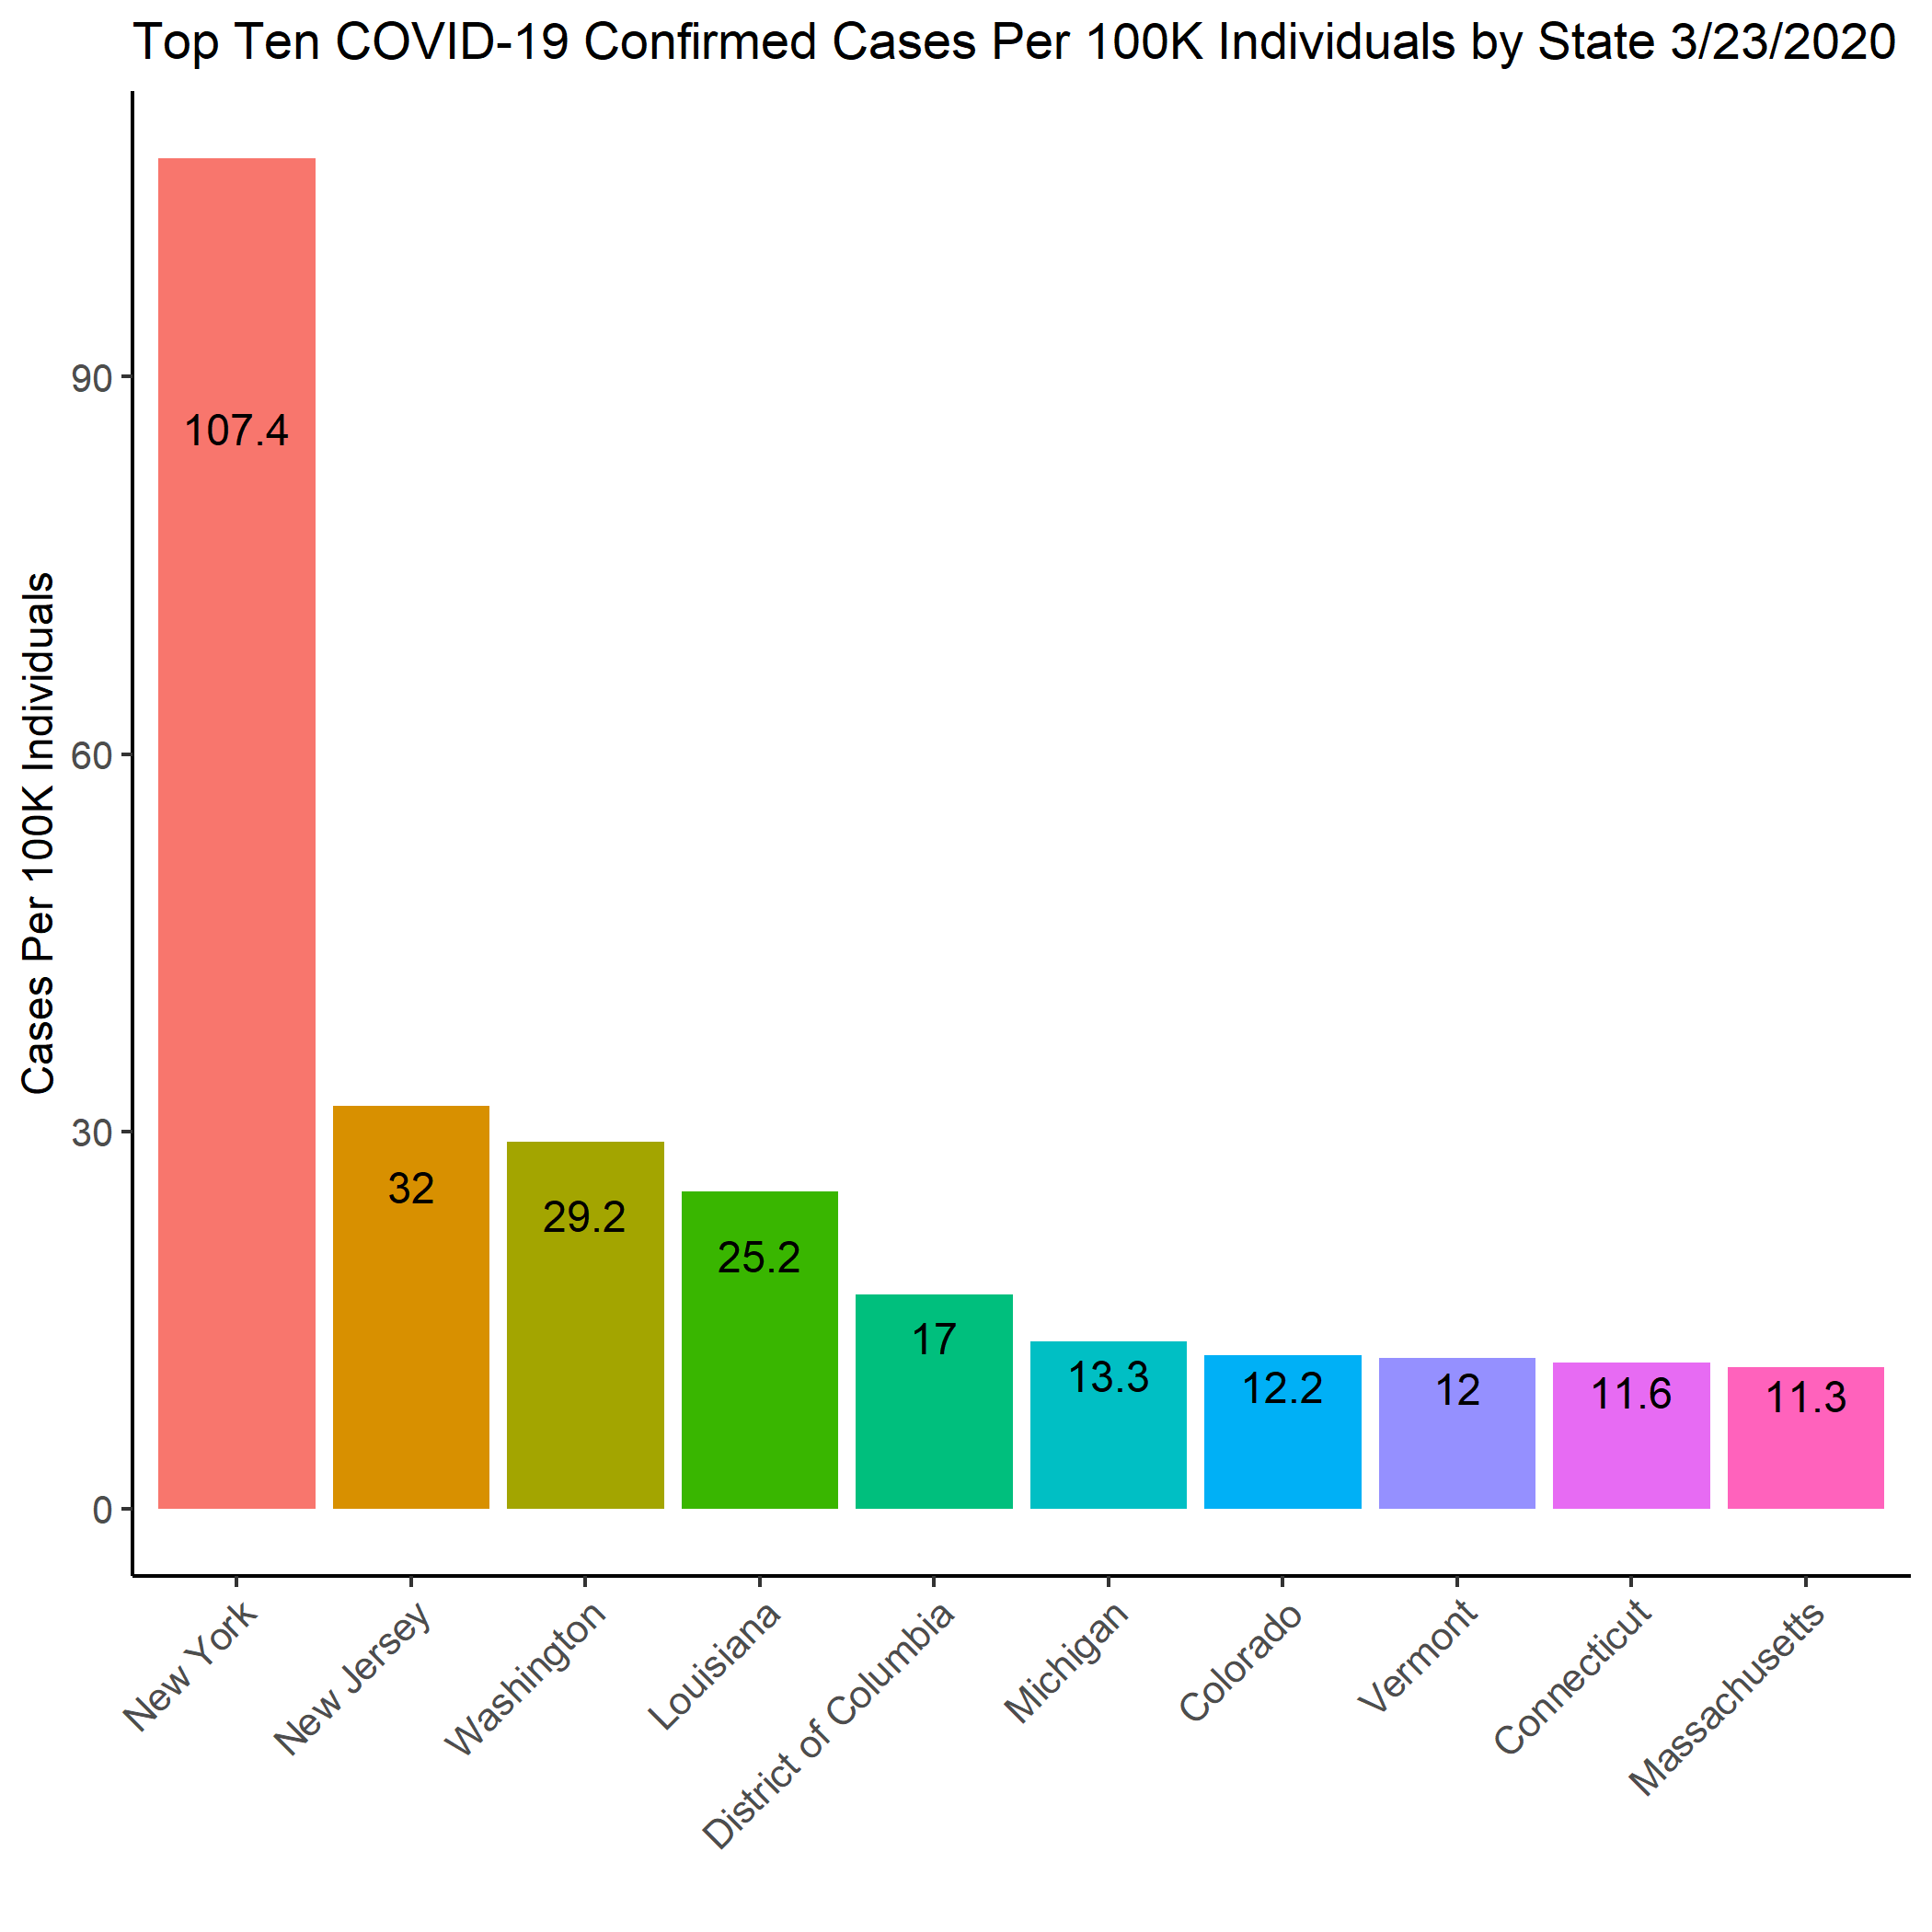 Top Ten COVID-19 Confirmed Cases Per 100K Individuals by State 3/23/2020
Cases Per 100K Individuals
90
60
30
0
107.4
32
29.2
25.2
17
13.3
12.2
12
11.6
11.3
New York
New Jersey
Washington
Louisiana
District of Columbia
Michigan
Colorado
Vermont
Connecticut
Massachusetts